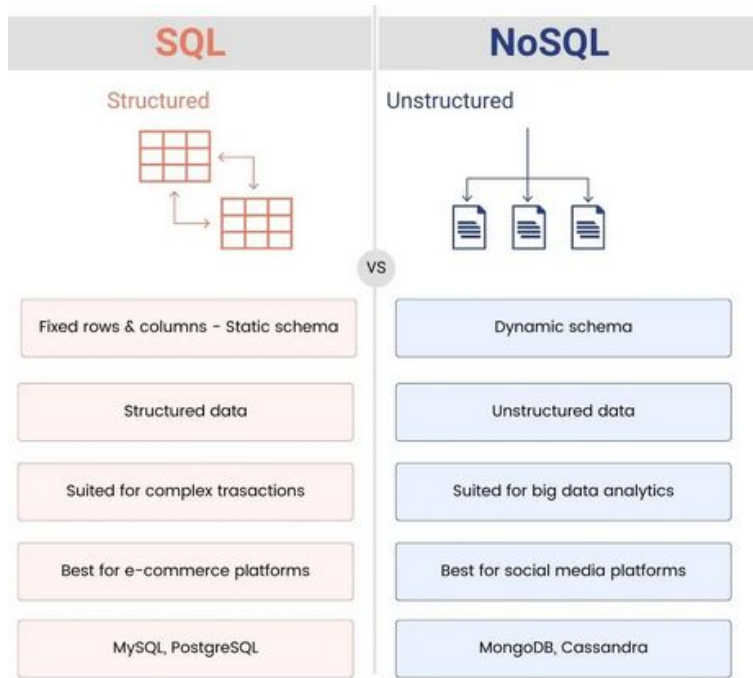 SQL
NoSQL
Structured
Unstructured
VS
Fixed rows & columns - Static schema
Dynamic schema
Structured data
Unstructured data
Suited for complex trasactions
Suited for big data analytics
Best for e-commerce platforms
Best for social media platforms
MySQL, PostgreSQL
MongoDB, Cassandra